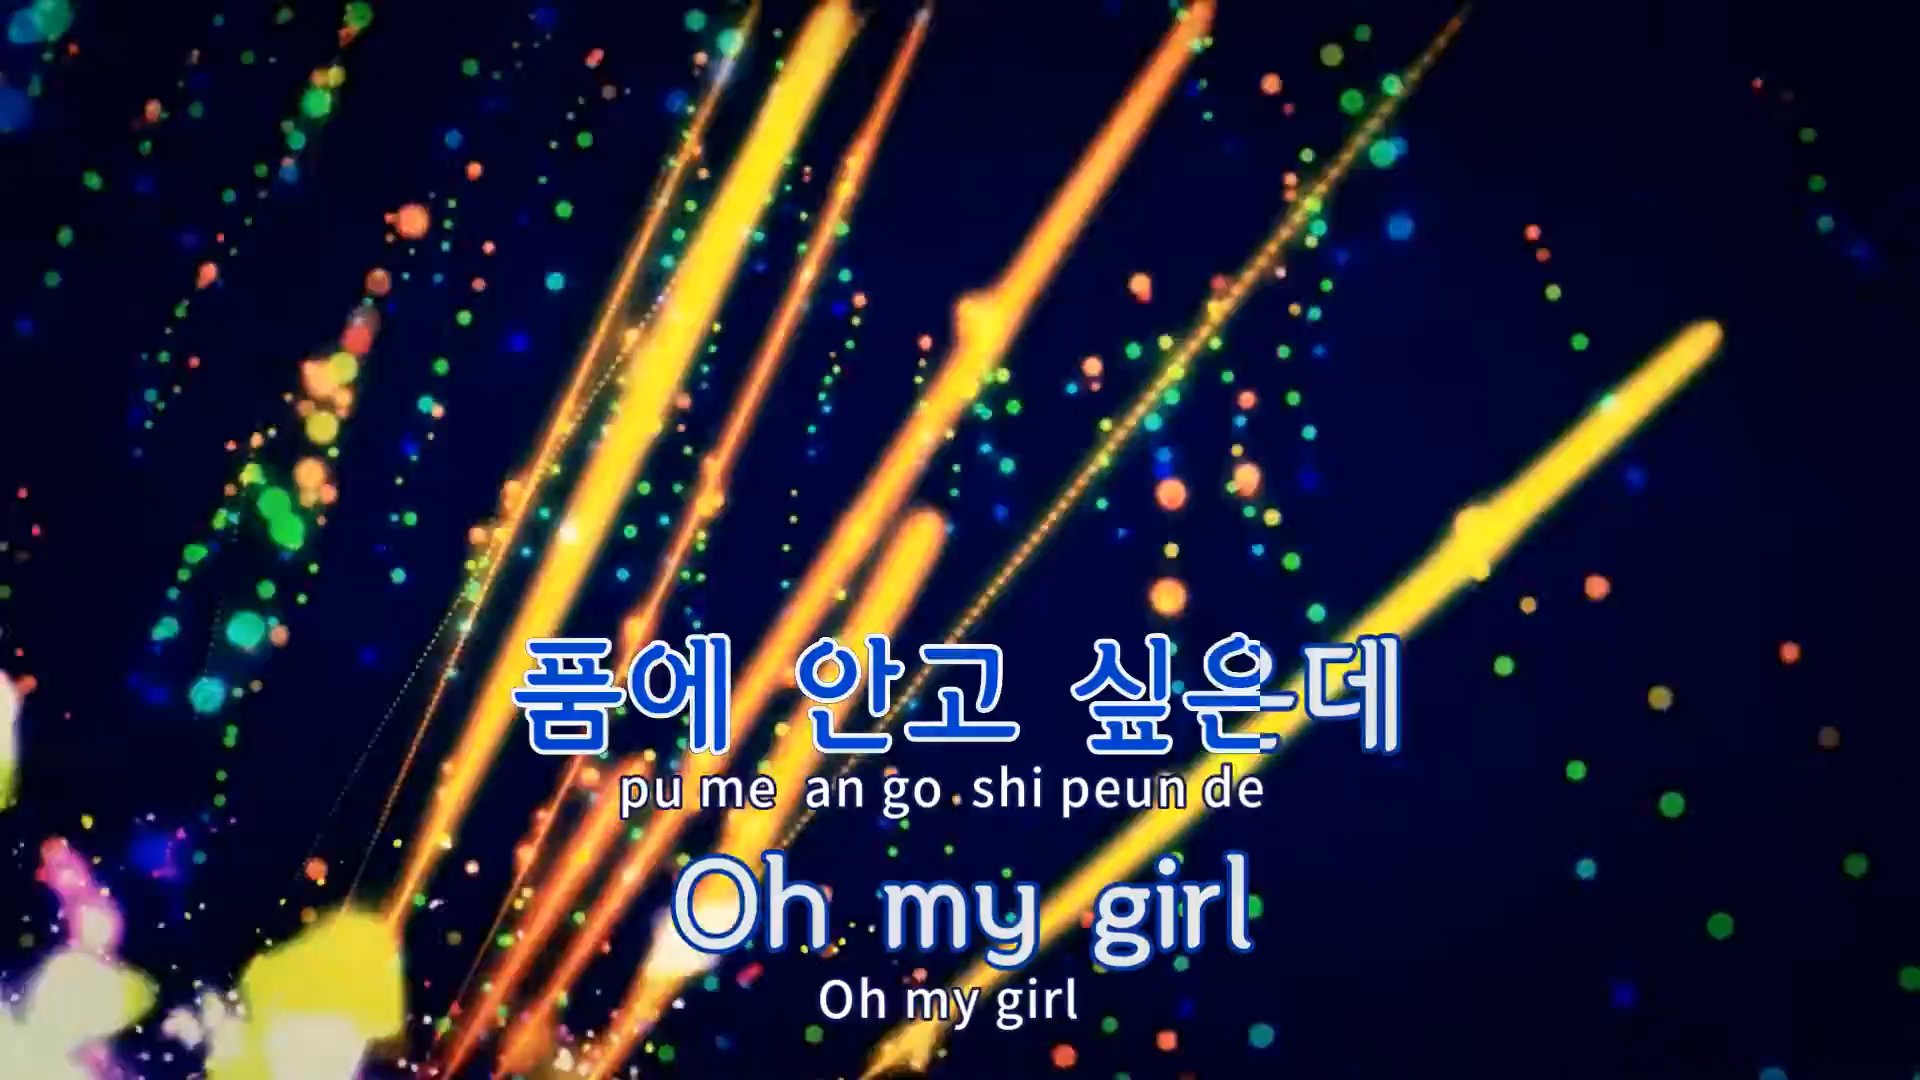 품에 안고 싶은데
pu me an go shi peun de
Oh my girl
Oh my girl